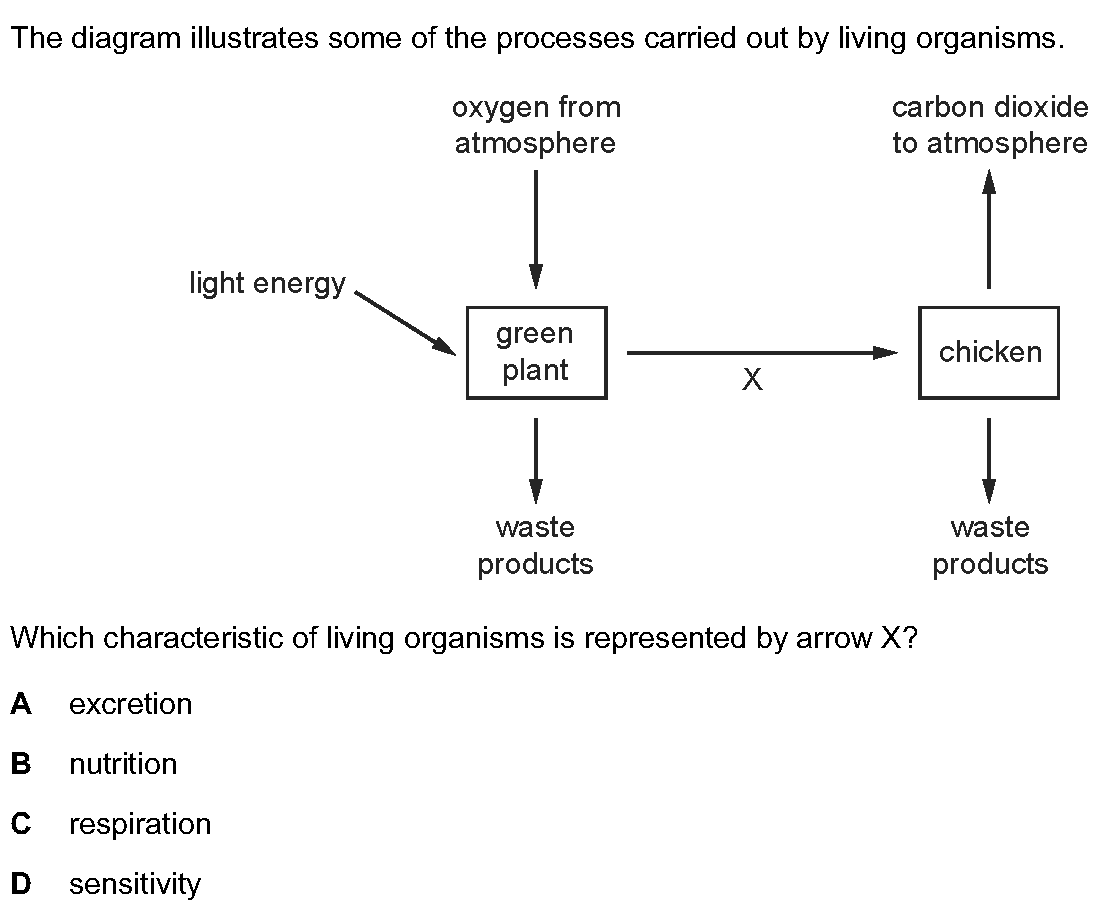 The diagram illustrates some of the processes carried out by living organisms.
oxygen from
atmosphere
carbon dioxide
to atmosphere
light energy
green
plant
X
chicken
waste
products
waste
products
Which characteristic of living organisms is represented by arrow X?
A excretion
B nutrition
C respiration
D sensitivity